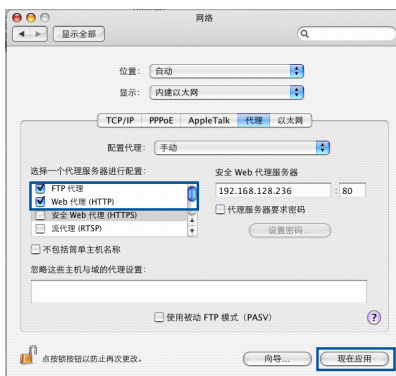 网络
显示全部
位置: 自动
显示: 内建以太网
TCP/IP PPPoE AppleTalk 代理 以太网
配置代理: 手动
选择一个代理服务器进行配置: 安全 Web 代理服务器
FTP 代理 192.168.128.236 : 80
Web 代理 (HTTP)
安全 Web 代理 (HTTPS) 代理服务器要求密码
流代理 (RTSP) 设置密码...
不包括简单主机名称
忽略这些主机与域的代理设置:
使用被动 FTP 模式 (PASV) ?
点按锁按钮以防止再次更改。 向导... 现在应用